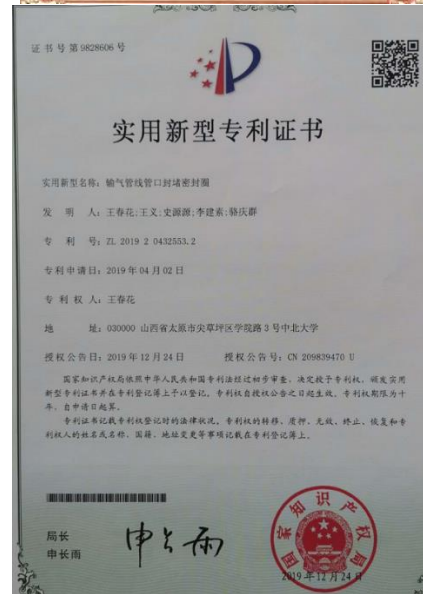 证书号第9828606号
实用新型专利证书
实用新型名称：输气管线管口封堵密封圈
发 明 人：王春花;王义;史源源;李建素;骆庆群
专 利 号：ZL 2019 2 0432553.2
专利申请日：2019年04月02日
专 利 权 人：王春花
地 址：030000 山西省太原市尖草坪区学院路3号中北大学
授权公告日：2019年12月24日 授权公告号：CN 209839470 U
国家知识产权局依照中华人民共和国专利法经过初步审查，决定授予专利权，颁发实用
新型专利证书并在专利登记簿上予以登记。专利权自授权公告之日起生效。专利权期限为十
年，自申请日起算。
专利证书记载专利权登记时的法律状况。专利权的转移、质押、无效、终止、恢复和专
利权人的姓名或名称、国籍、地址变更等事项记载在专利登记簿上。
局长
申长雨
申长雨
国家知识产权局
2019年12月24日